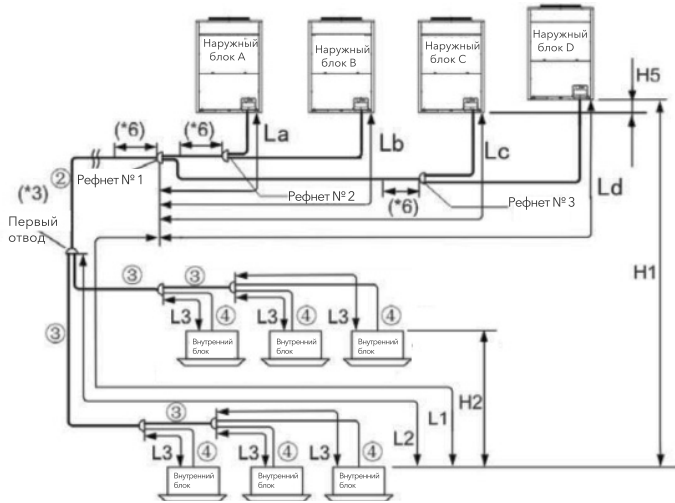 Наружный
блок A
Наружный
блок B
Наружный
блок C
Наружный
блок D
H5
(*6)
(*6)
La
Lb
Lc
Ld
②
Рефнет № 1
Рефнет № 2
(*6)
Рефнет № 3
(*3)
Первый
отвод
H1
③
③
③
L3
④
L3
④
L3
④
Внутренний
блок
Внутренний
блок
Внутренний
блок
H2
L1
L2
③
L3
④
L3
④
L3
④
Внутренний
блок
Внутренний
блок
Внутренний
блок